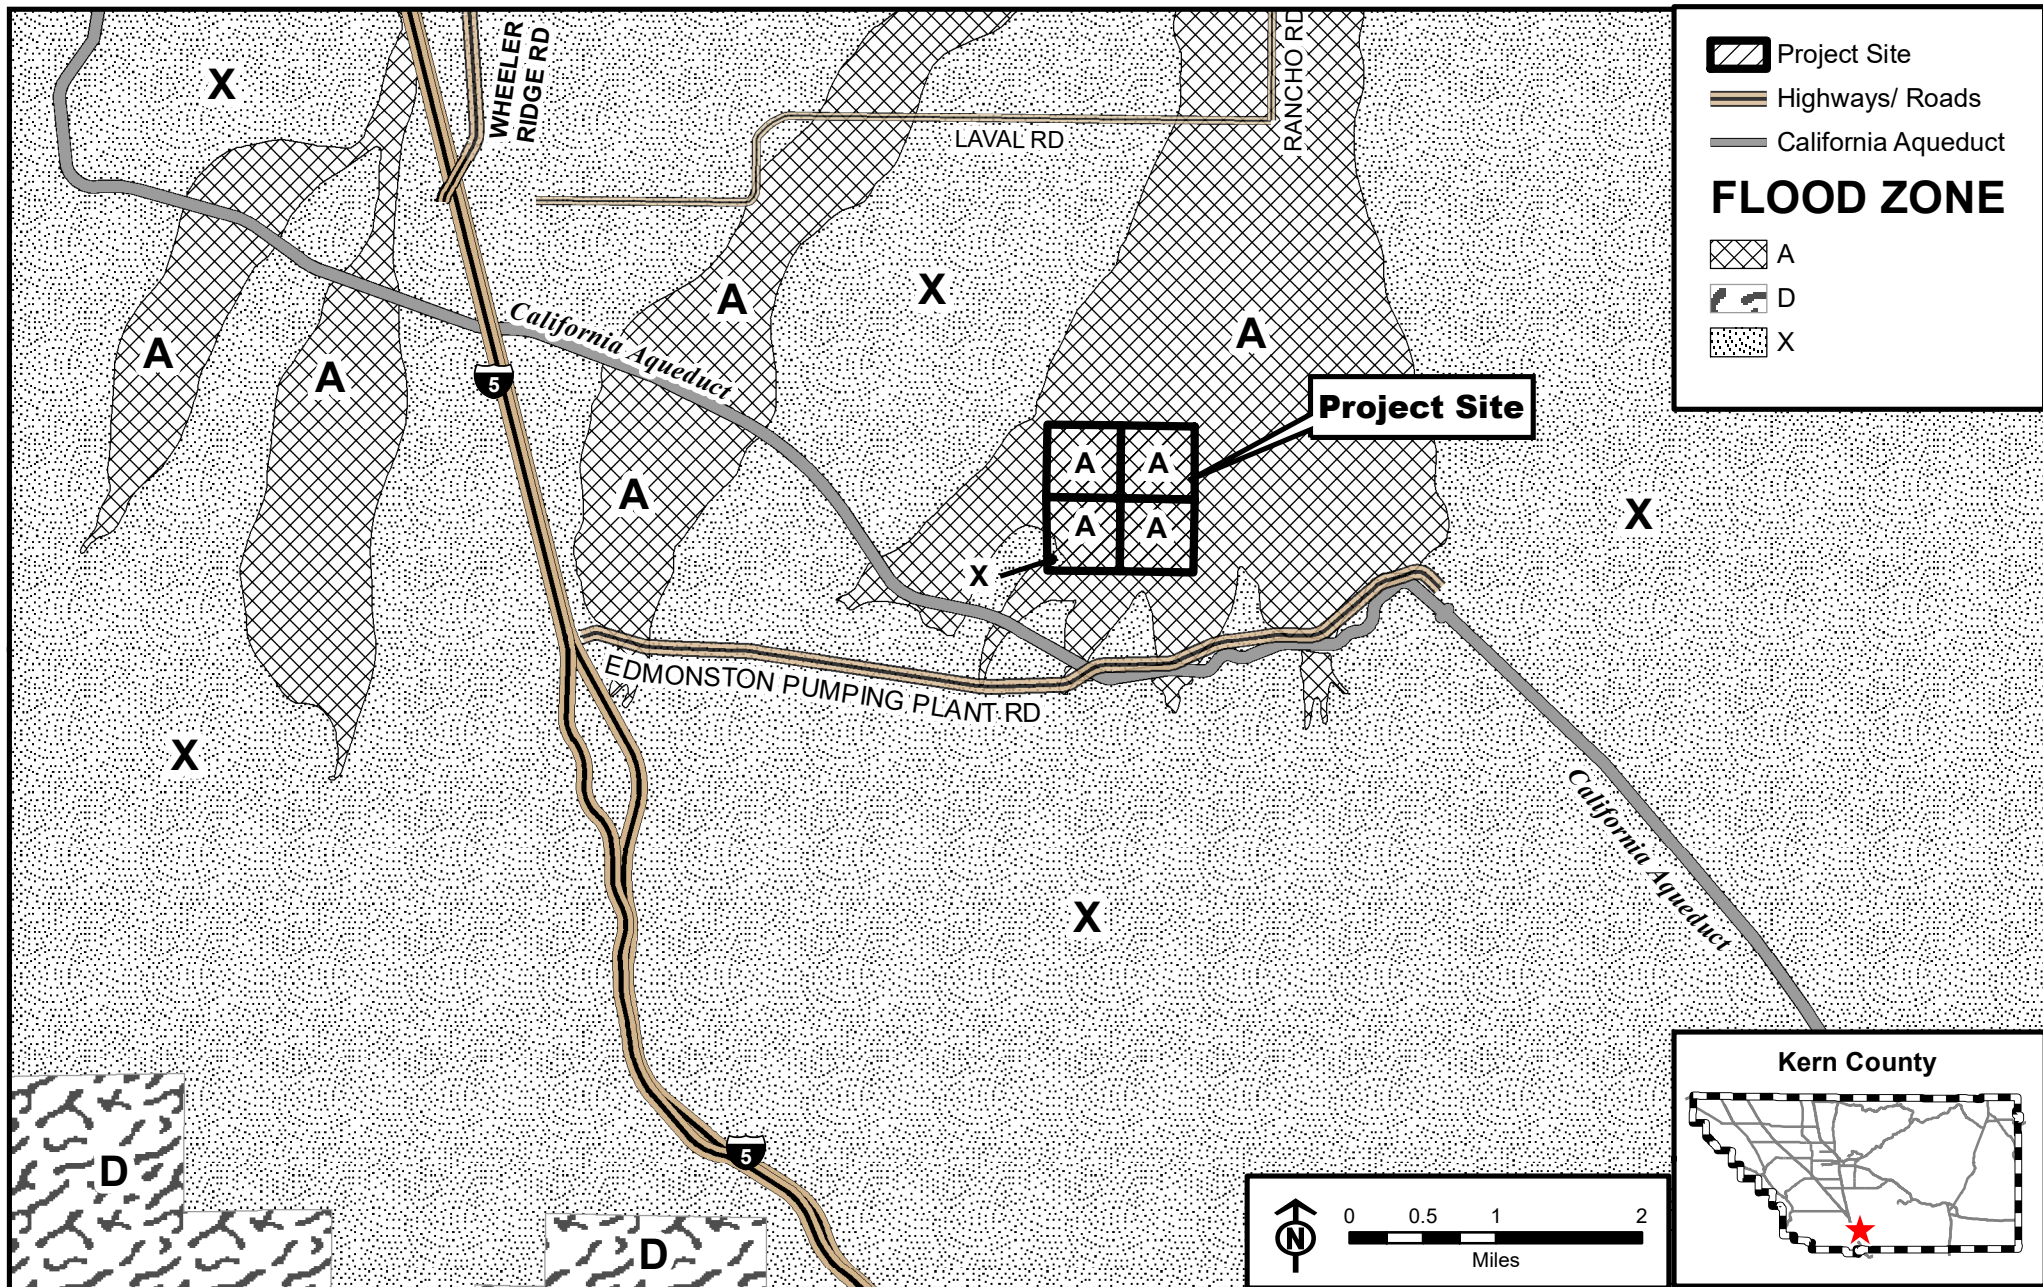 X
WHEELER
RIDGE RD
LAVAL RD
RANCHO RD
Project Site
Highways/ Roads
California Aqueduct
FLOOD ZONE
A
D
X
A
A
A
X
A
California Aqueduct
5
Project Site
A
A
A
A
A
X
X
EDMONSTON PUMPING PLANT RD
X
X
California Aqueduct
D
D
5
0 0.5 1 2
Miles
N
Kern County